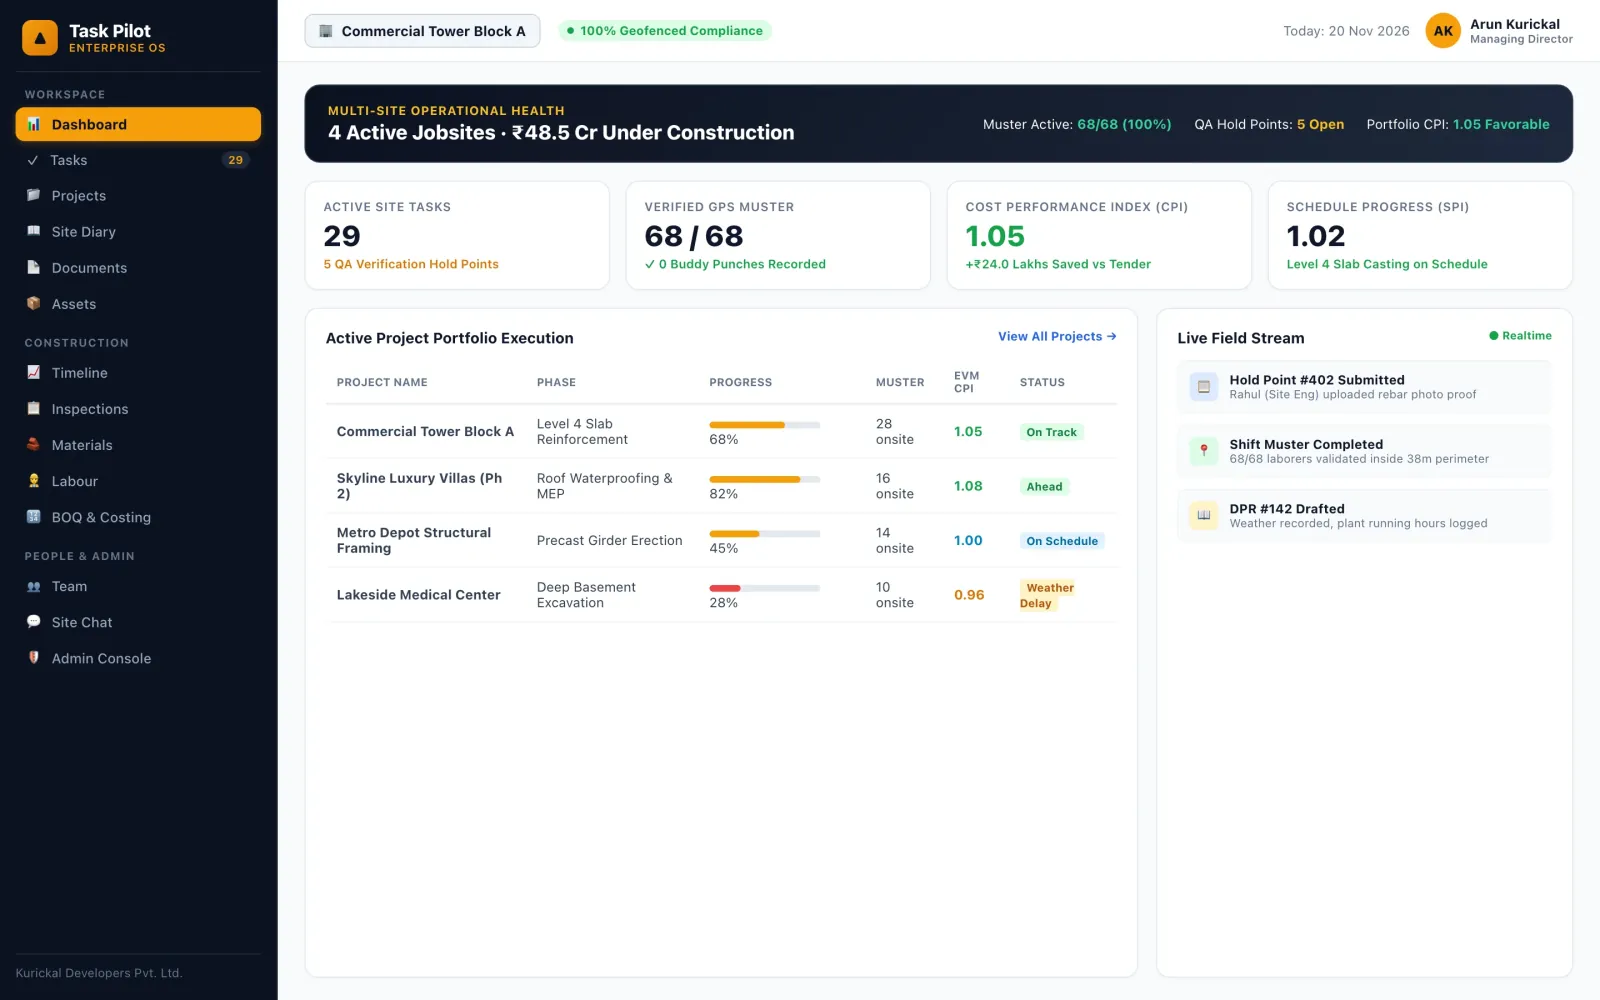 Task Pilot
ENTERPRISE OS
WORKSPACE
Dashboard
Tasks 29
Projects
Site Diary
Documents
Assets
CONSTRUCTION
Timeline
Inspections
Materials
Labour
BOQ & Costing
PEOPLE & ADMIN
Team
Site Chat
Admin Console
Kurickal Developers Pvt. Ltd.
Commercial Tower Block A
100% Geofenced Compliance
Today: 20 Nov 2026
AK
Arun Kurickal
Managing Director
MULTI-SITE OPERATIONAL HEALTH
4 Active Jobsites · ₹48.5 Cr Under Construction
Muster Active: 68/68 (100%)
QA Hold Points: 5 Open
Portfolio CPI: 1.05 Favorable
ACTIVE SITE TASKS
29
5 QA Verification Hold Points
VERIFIED GPS MUSTER
68 / 68
✓ 0 Buddy Punches Recorded
COST PERFORMANCE INDEX (CPI)
1.05
+₹24.0 Lakhs Saved vs Tender
SCHEDULE PROGRESS (SPI)
1.02
Level 4 Slab Casting on Schedule
Active Project Portfolio Execution
View All Projects →
PROJECT NAME
PHASE
PROGRESS
MUSTER
EVM
CPI
STATUS
Commercial Tower Block A
Level 4 Slab
Reinforcement
68%
28
onsite
1.05
On Track
Skyline Luxury Villas (Ph
2)
Roof Waterproofing &
MEP
82%
16
onsite
1.08
Ahead
Metro Depot Structural
Framing
Precast Girder Erection
45%
14
onsite
1.00
On Schedule
Lakeside Medical Center
Deep Basement
Excavation
28%
10
onsite
0.96
Weather
Delay
Live Field Stream
Realtime
Hold Point #402 Submitted
Rahul (Site Eng) uploaded rebar photo proof
Shift Muster Completed
68/68 laborers validated inside 38m perimeter
DPR #142 Drafted
Weather recorded, plant running hours logged